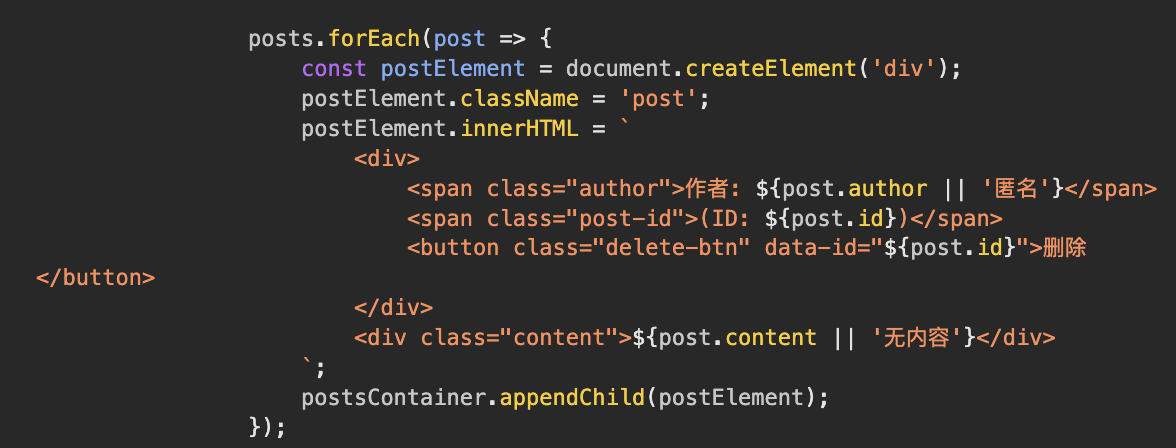 posts.forEach(post => {
const postElement = document.createElement('div');
postElement.className = 'post';
postElement.innerHTML = `
<div>
<span class="author">作者: ${post.author || '匿名'}</span>
<span class="post-id">(ID: ${post.id})</span>
<button class="delete-btn" data-id="${post.id}">删除
</button>
</div>
<div class="content">${post.content || '无内容'}</div>
`;
postsContainer.appendChild(postElement);
});